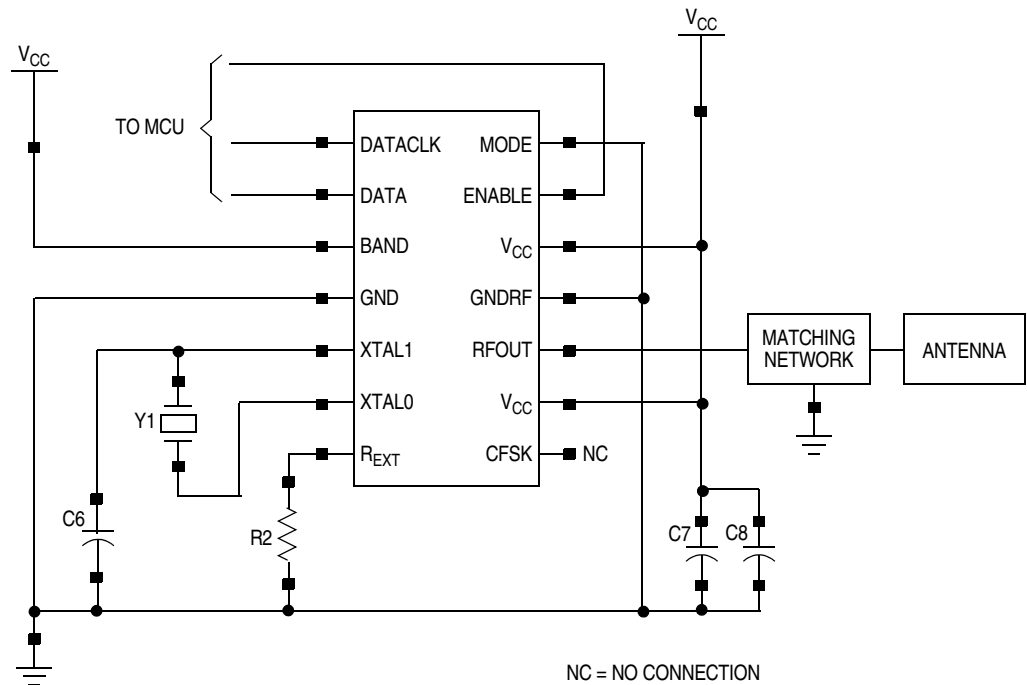 VCC
VCC
TO MCU
DATACLK
MODE
DATA
ENABLE
BAND
VCC
GND
GNDRF
XTAL1
RFOUT
MATCHING
NETWORK
ANTENNA
XTAL0
VCC
Y1
REXT
CFSK
NC
C6
R2
C7
C8
NC = NO CONNECTION